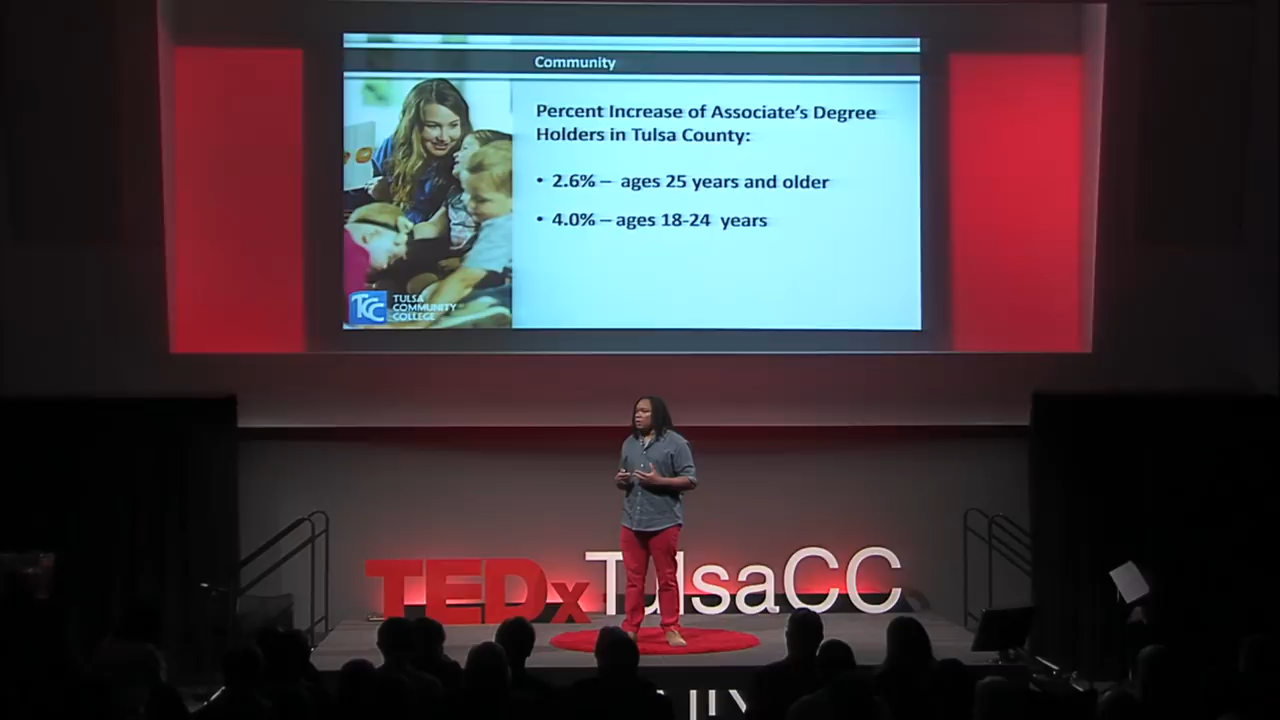 Community
Percent Increase of Associate's Degree
Holders in Tulsa County:
• 2.6% – ages 25 years and older
• 4.0% – ages 18-24 years
TCC
TULSA
COMMUNITY
COLLEGE
TEDxTulsaCC